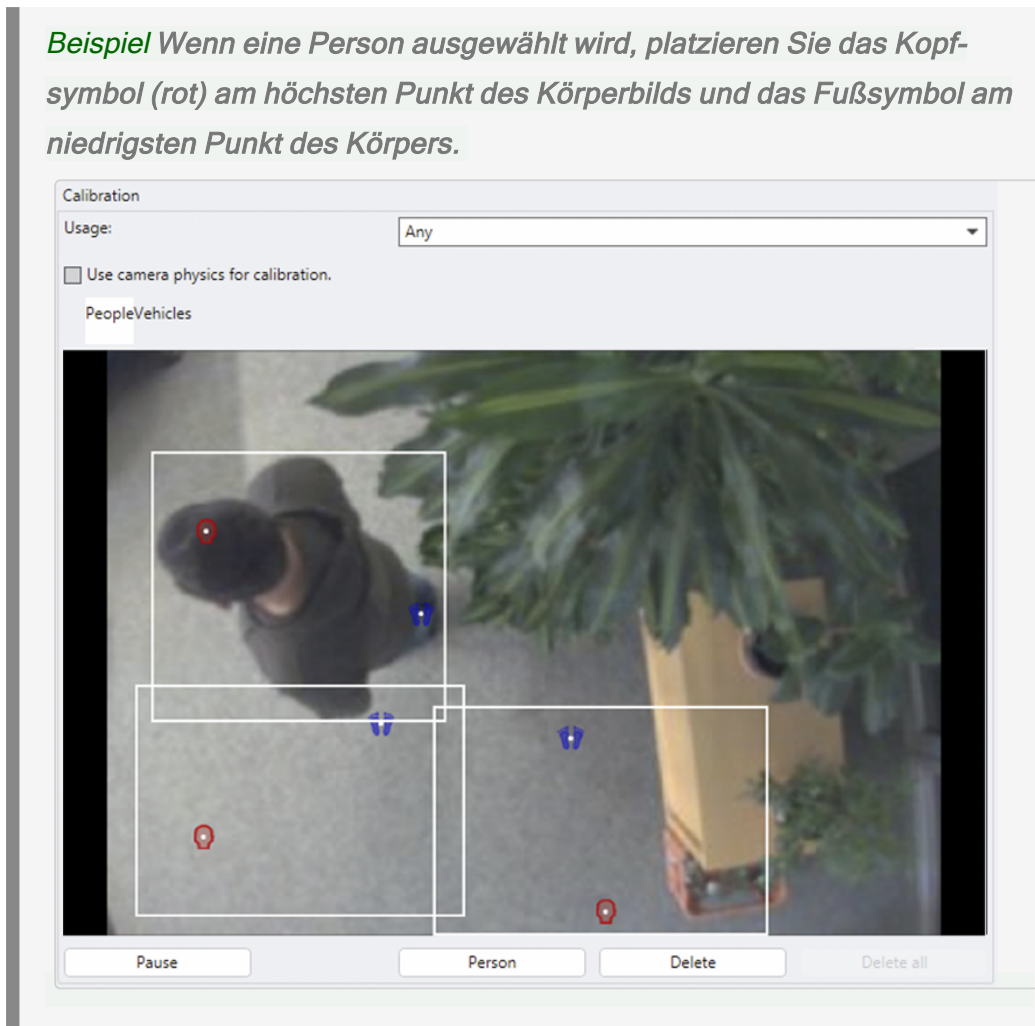 Beispiel Wenn eine Person ausgewählt wird, platzieren Sie das Kopf-
symbol (rot) am höchsten Punkt des Körperbilds und das Fußsymbol am
niedrigsten Punkt des Körpers.
Calibration
Usage: Any
Use camera physics for calibration.
PeopleVehicles
Pause Person Delete Delete all